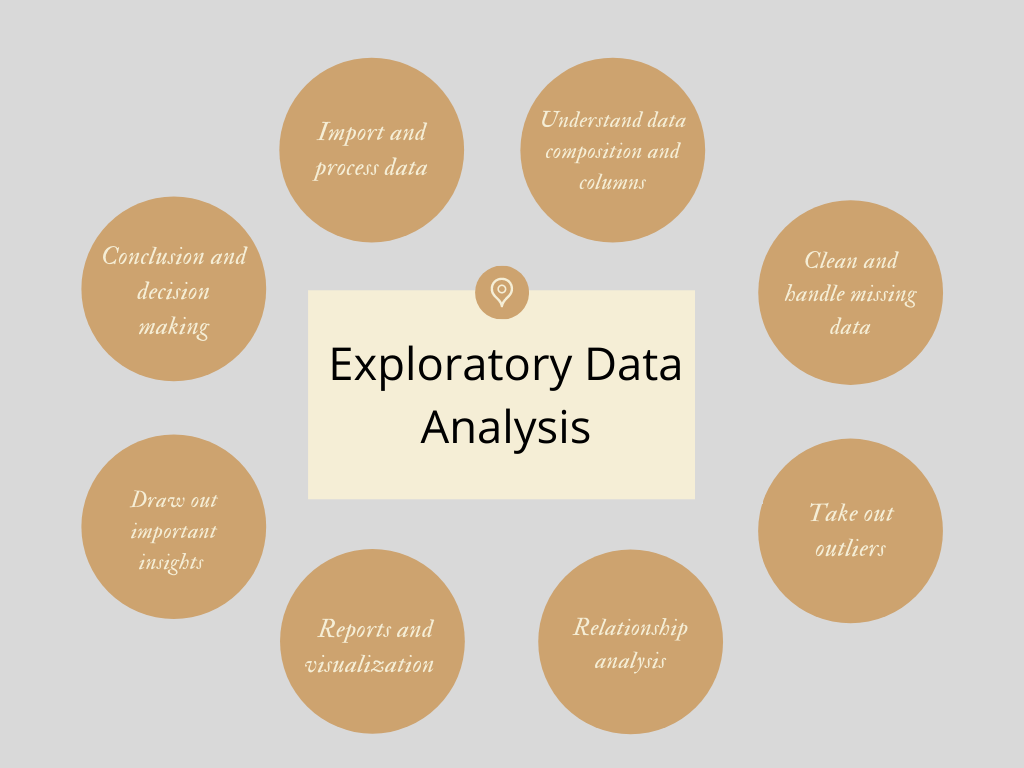 Import and
process data
Understand data
composition and
columns
Conclusion and
decision
making
Clean and
handle missing
data
Exploratory Data
Analysis
Draw out
important
insights
Take out
outliers
Reports and
visualization
Relationship
analysis